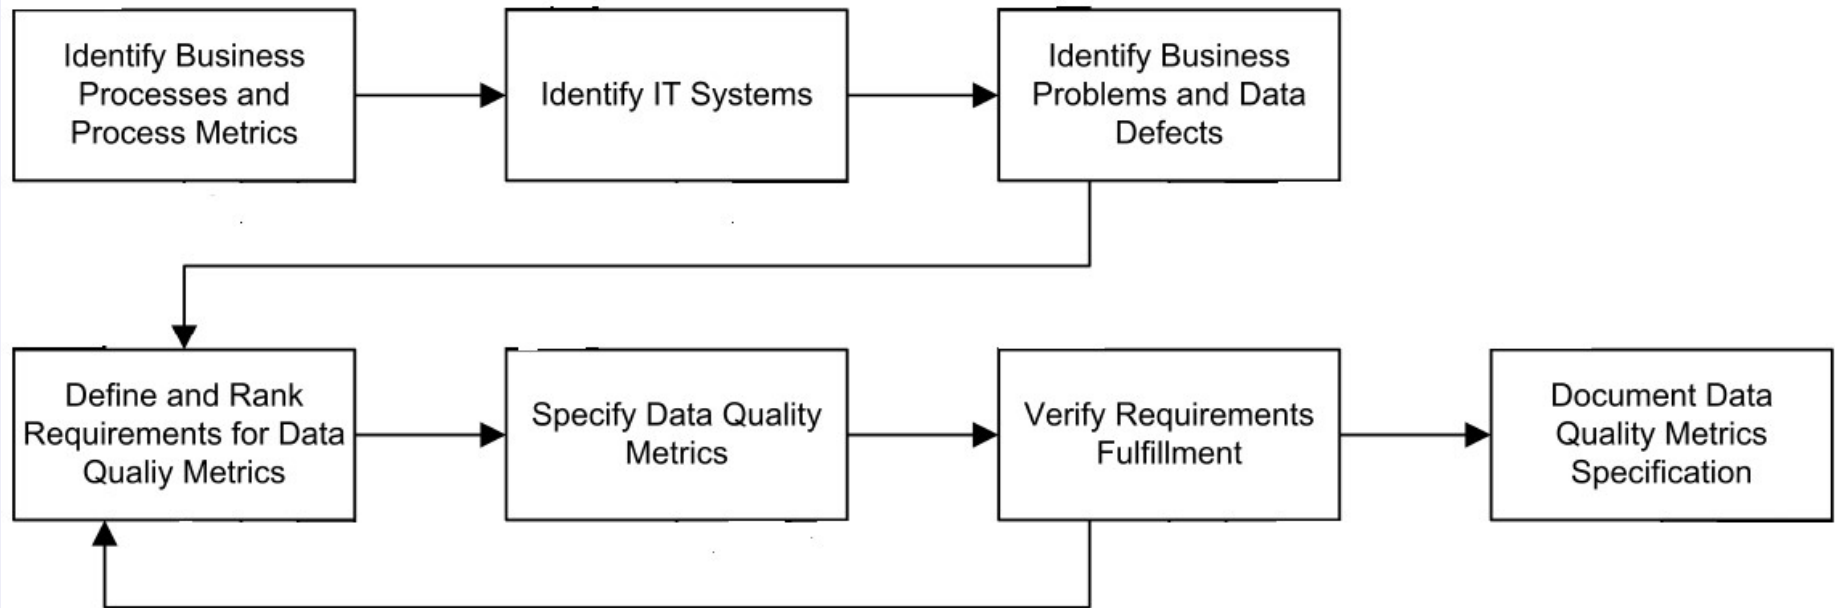 Identify Business
Processes and
Process Metrics
Identify IT Systems
Identify Business
Problems and Data
Defects
Define and Rank
Requirements for Data
Qualiy Metrics
Specify Data Quality
Metrics
Verify Requirements
Fulfillment
Document Data
Quality Metrics
Specification